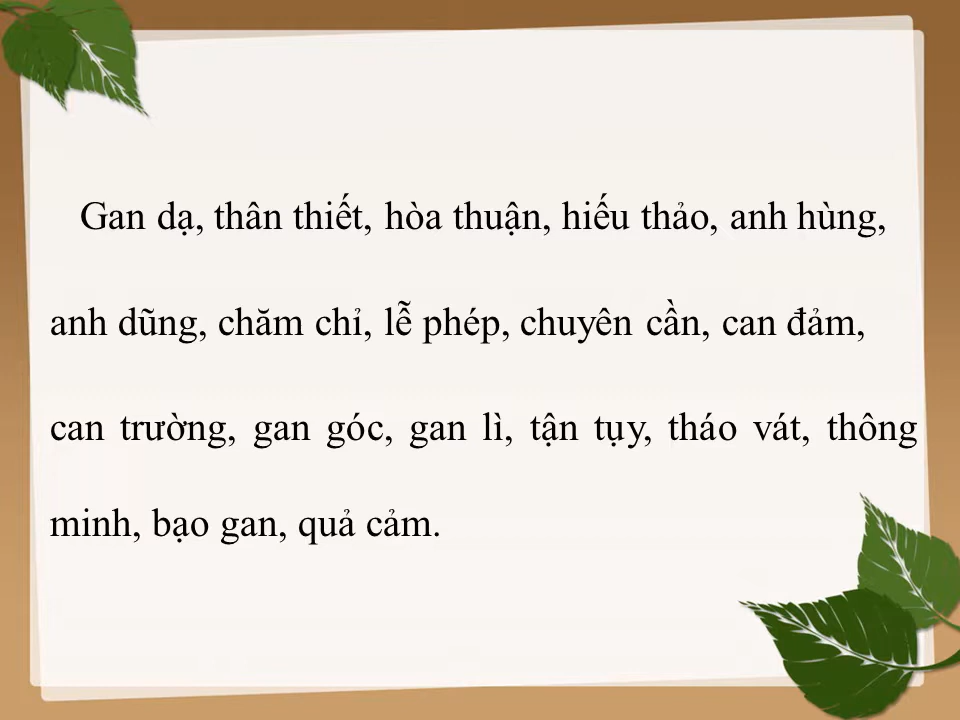 Gan dạ, thân thiết, hòa thuận, hiếu thảo, anh hùng,
anh dũng, chăm chỉ, lễ phép, chuyên cần, can đảm,
can trường, gan góc, gan lì, tận tụy, tháo vát, thông
minh, bạo gan, quả cảm.